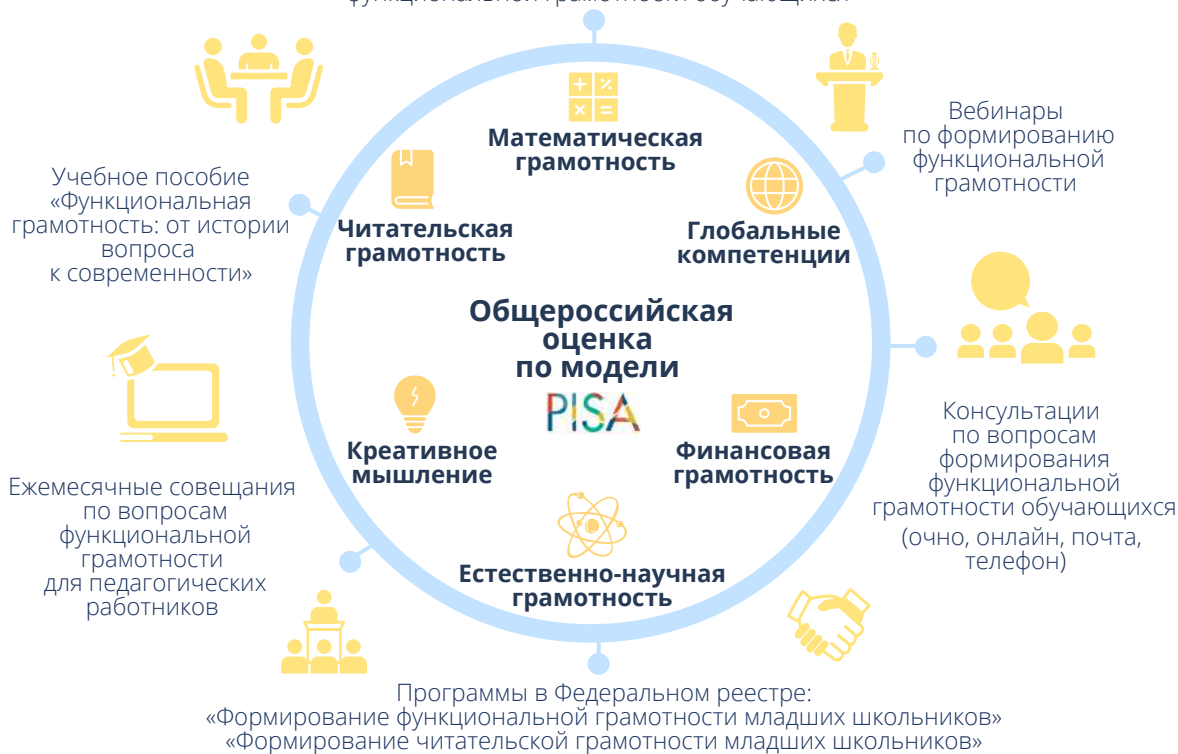 функциональной грамотности обучающихся
Математическая
грамотность
Вебинары
по формированию
функциональной
грамотности
Учебное пособие
«Функциональная
грамотность: от истории
вопроса
к современности»
Читательская
грамотность
Глобальные
компетенции
Общероссийская
оценка
по модели
PISA
Креативное
мышление
Финансовая
грамотность
Консультации
по вопросам
формирования
функциональной
грамотности обучающихся
(очно, онлайн, почта,
телефон)
Ежемесячные совещания
по вопросам
функциональной
грамотности
для педагогических
работников
Естественно-научная
грамотность
Программы в Федеральном реестре:
«Формирование функциональной грамотности младших школьников»
«Формирование читательской грамотности младших школьников»